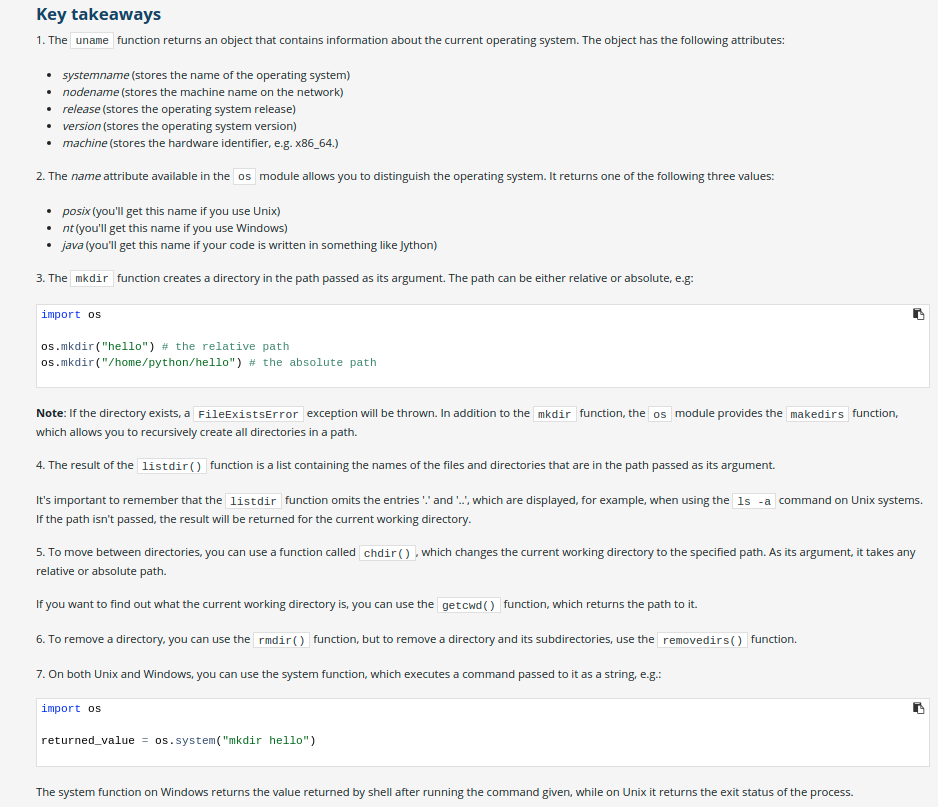 Key takeaways
1. The uname function returns an object that contains information about the current operating system. The object has the following attributes:
systemname (stores the name of the operating system)
nodename (stores the machine name on the network)
release (stores the operating system release)
version (stores the operating system version)
machine (stores the hardware identifier, e.g. x86_64.)
2. The name attribute available in the os module allows you to distinguish the operating system. It returns one of the following three values:
posix (you'll get this name if you use Unix)
nt (you'll get this name if you use Windows)
java (you'll get this name if your code is written in something like Jython)
3. The mkdir function creates a directory in the path passed as its argument. The path can be either relative or absolute, e.g:
import os
os.mkdir("hello") # the relative path
os.mkdir("/home/python/hello") # the absolute path
Note: If the directory exists, a FileExistsError exception will be thrown. In addition to the mkdir function, the os module provides the makedirs function,
which allows you to recursively create all directories in a path.
4. The result of the listdir() function is a list containing the names of the files and directories that are in the path passed as its argument.
It's important to remember that the listdir function omits the entries '.' and '..', which are displayed, for example, when using the ls -a command on Unix systems.
If the path isn't passed, the result will be returned for the current working directory.
5. To move between directories, you can use a function called chdir(), which changes the current working directory to the specified path. As its argument, it takes any
relative or absolute path.
If you want to find out what the current working directory is, you can use the getcwd() function, which returns the path to it.
6. To remove a directory, you can use the rmdir() function, but to remove a directory and its subdirectories, use the removedirs() function.
7. On both Unix and Windows, you can use the system function, which executes a command passed to it as a string, e.g.:
import os
returned_value = os.system("mkdir hello")
The system function on Windows returns the value returned by shell after running the command given, while on Unix it returns the exit status of the process.